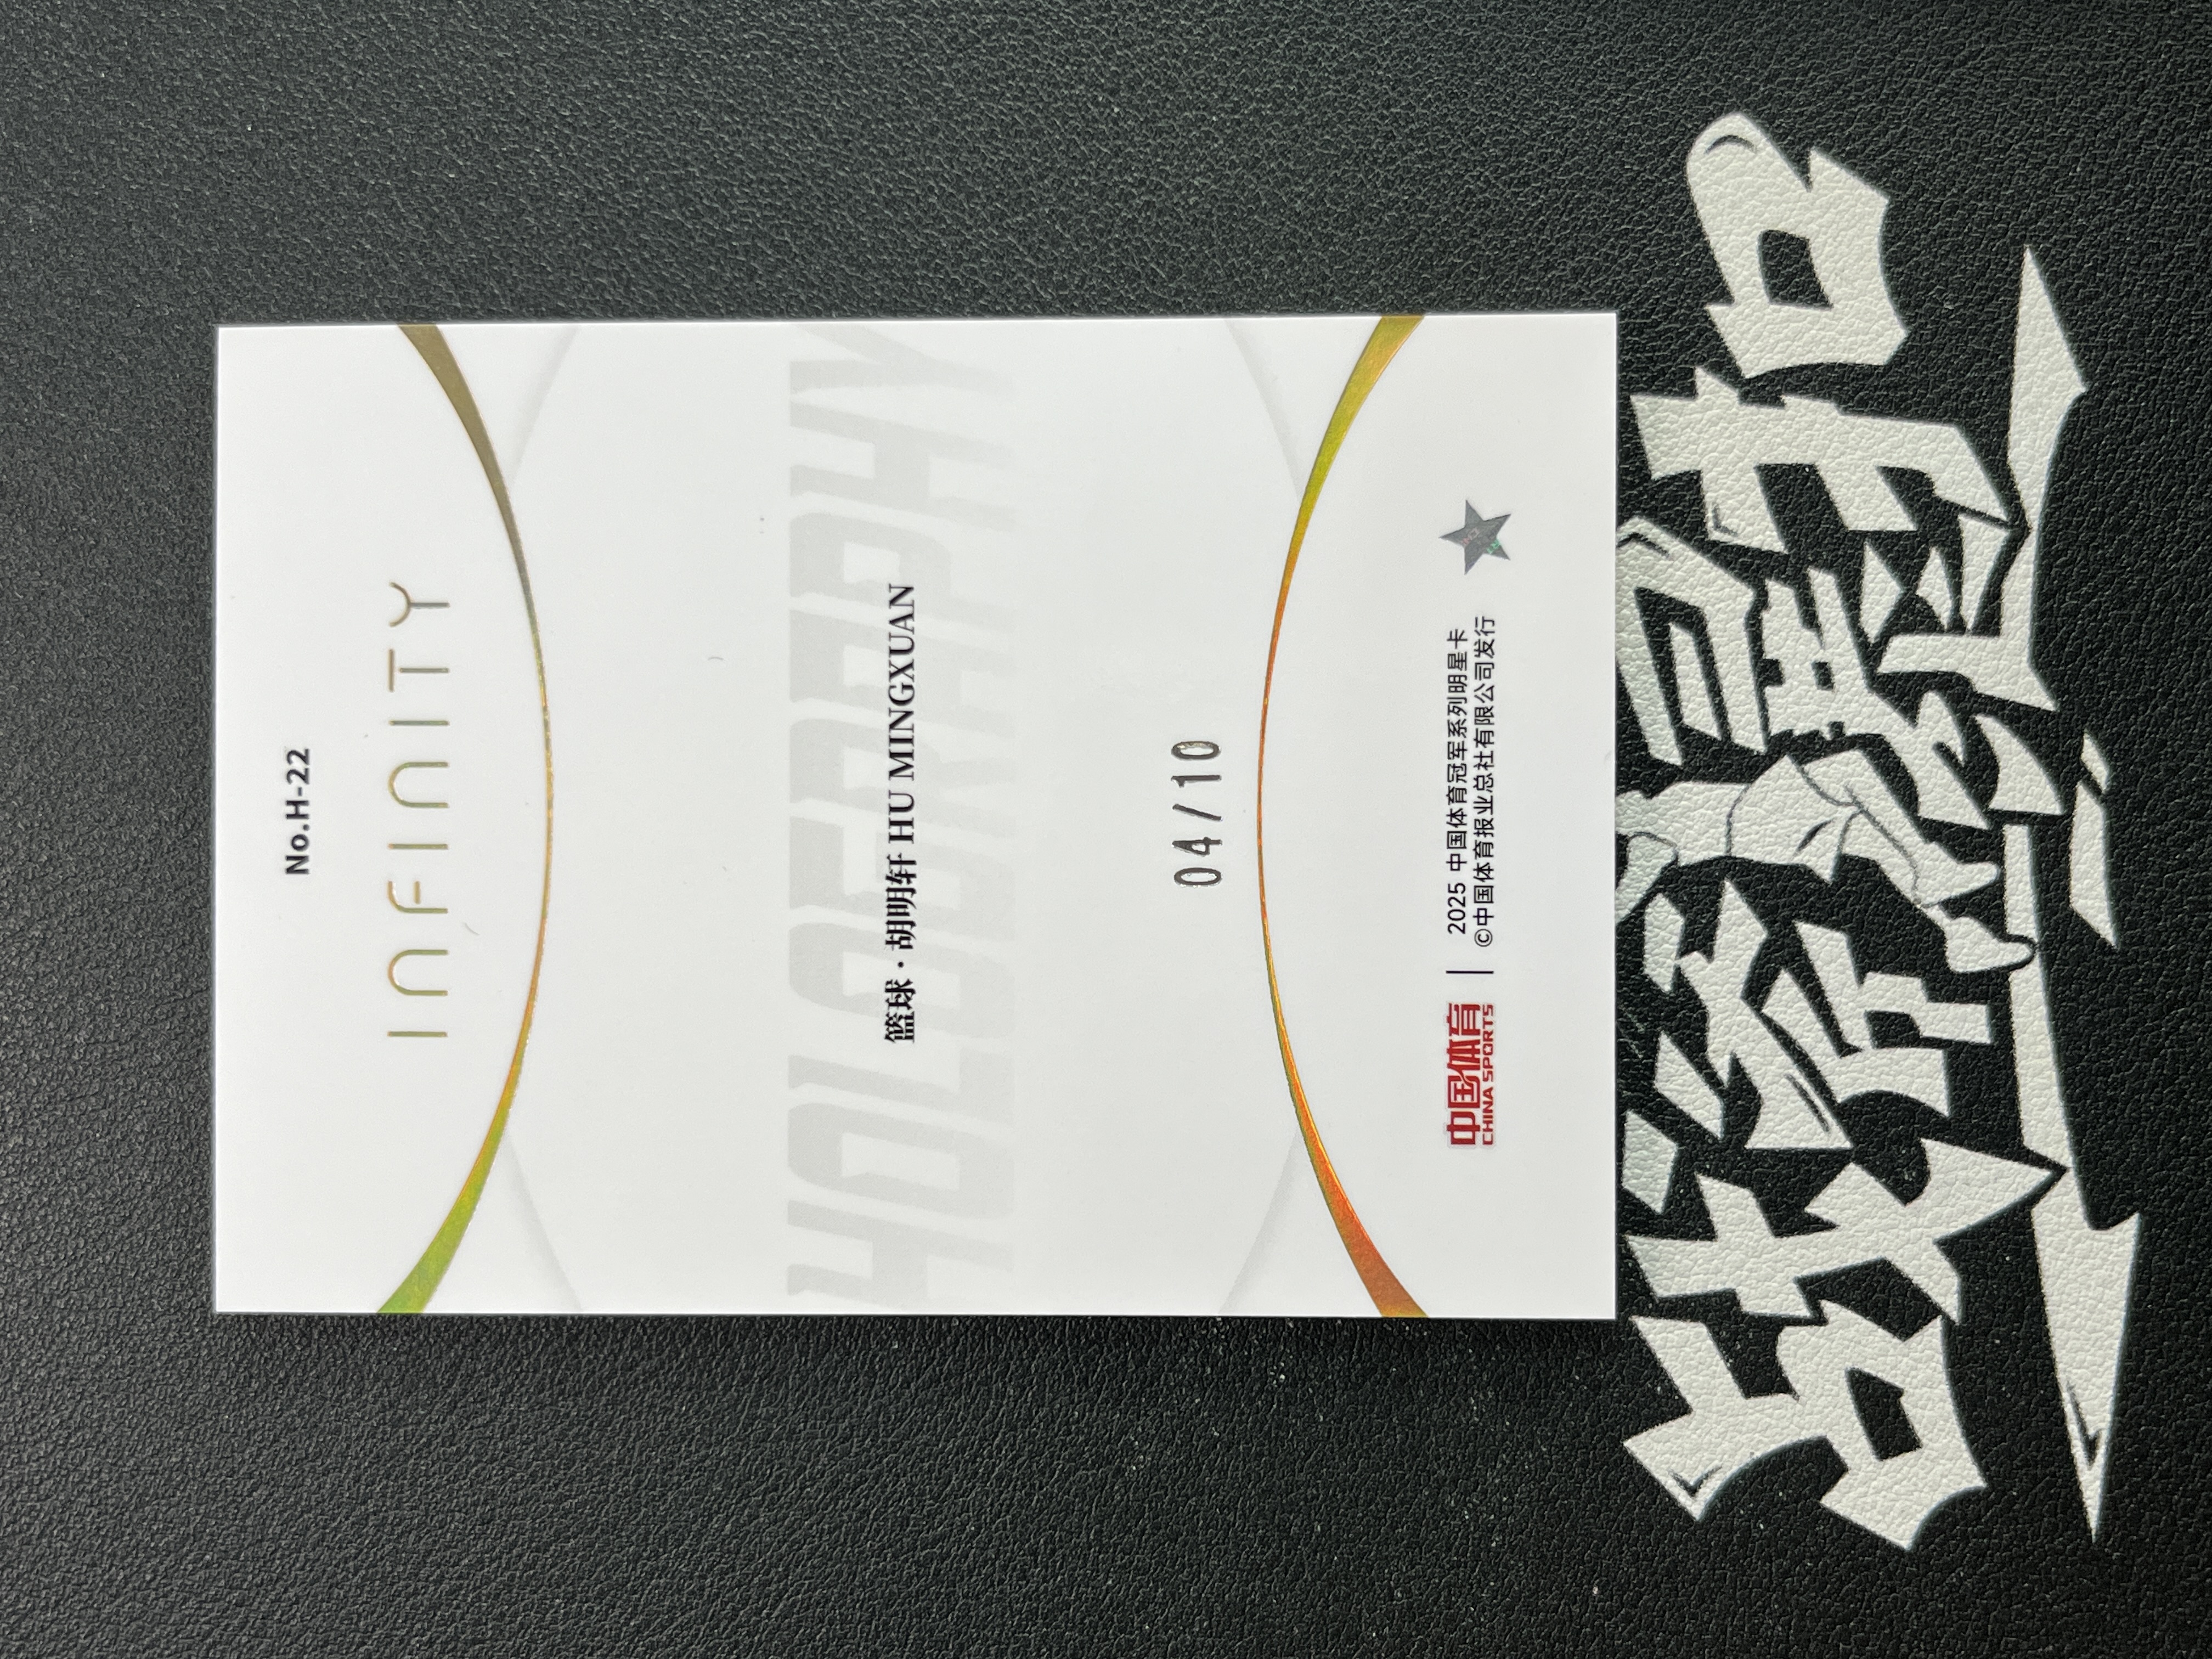 No.H-22
INFINITY
HOLOGRAPHY
篮球·胡明轩 HU MINGXUAN
04/10
中国体育
CHINA SPORTS
2025 中国体育冠军系列明星卡
©中国体育报业总社有限公司发行